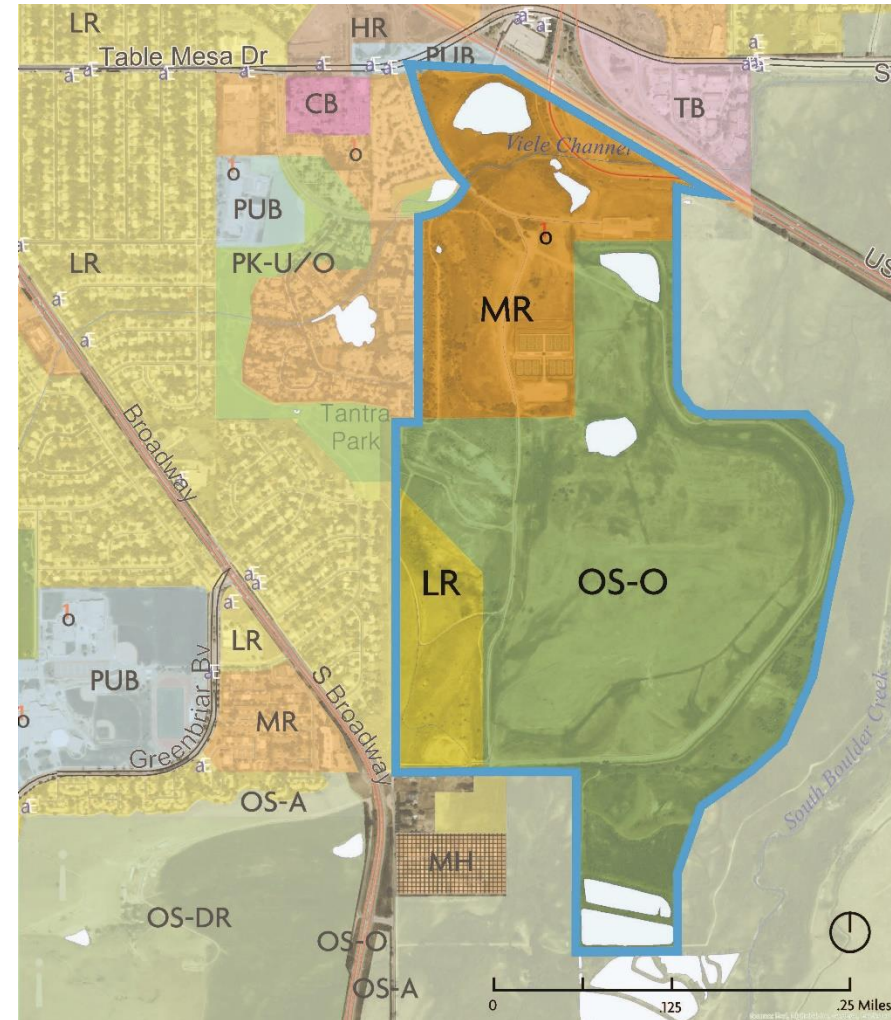 LR
HR
Table Mesa Dr
PUB
CB
TB
Viele Channel
PUB
LR
PK-U/O
US
MR
Tantra
Park
Broadway
LR
OS-O
LR
PUB
Greenbriar Bv
MR
S Broadway
OS-A
South Boulder Creek
MH
OS-DR
OS-O
OS-A
0
.125
.25 Miles